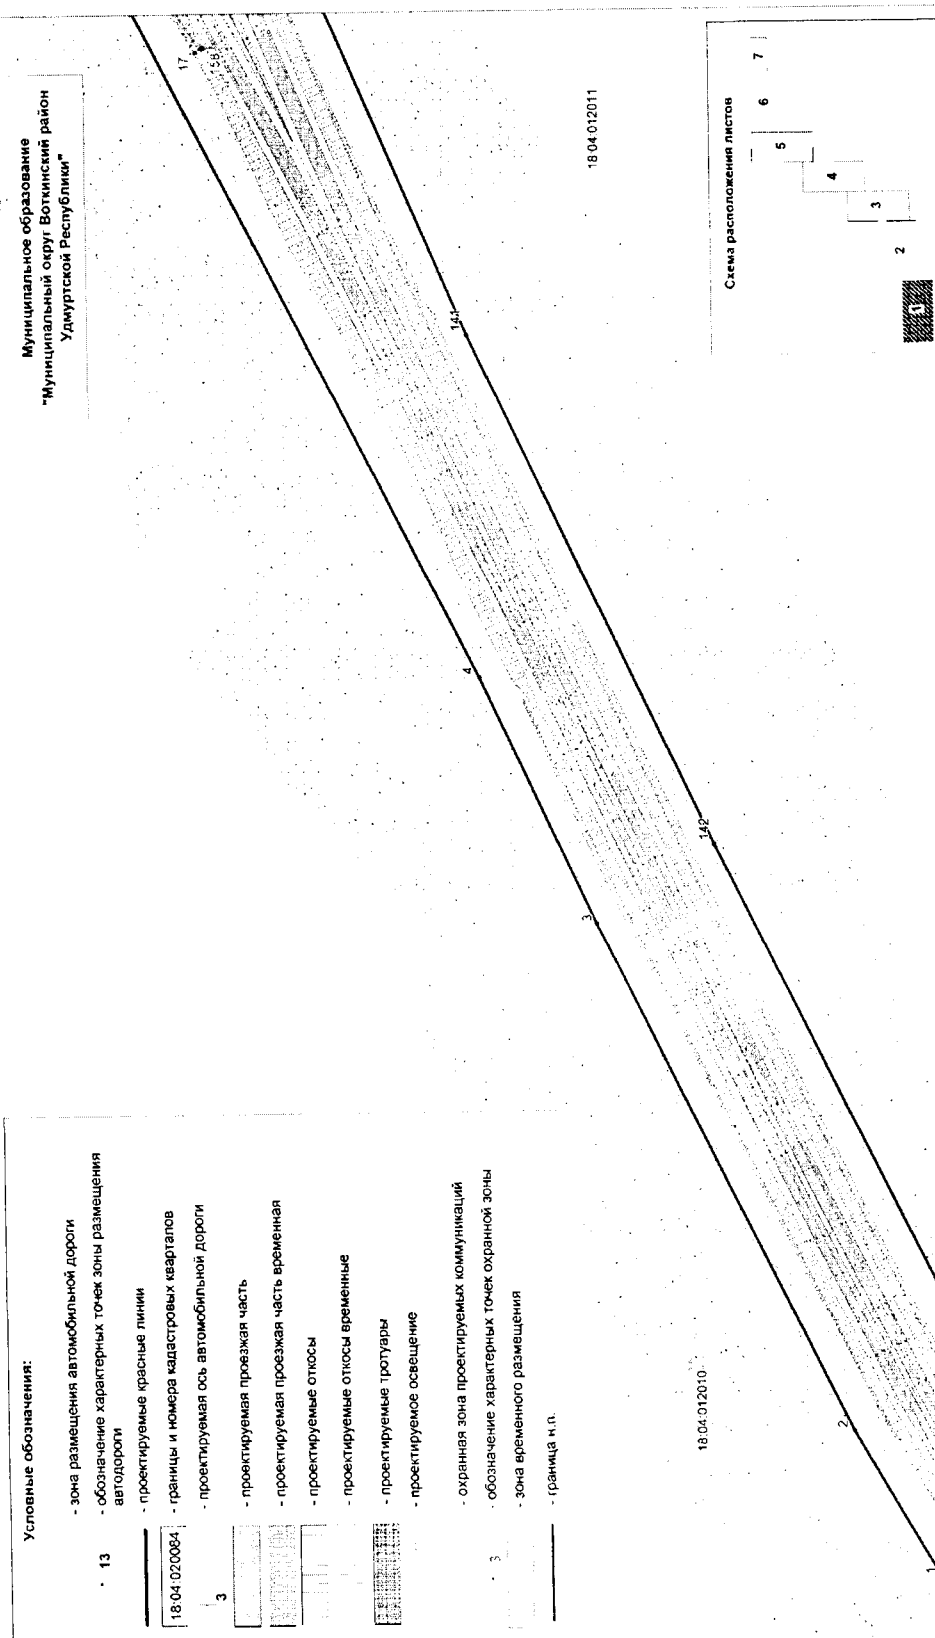 Муниципальное образование
"Муниципальный округ Воткинский район
Удмуртской Республики"
Условные обозначения:
- зона размещения автомобильной дороги
· 13 - обозначение характерных точек зоны размещения
автодороги
- проектируемые красные линии
18:04:020084 - границы и номера кадастровых кварталов
3 - проектируемая ось автомобильной дороги
- проектируемая проезжая часть
- проектируемая проезжая часть временная
- проектируемые откосы
- проектируемые откосы временные
- проектируемые тротуары
- проектируемое освещение
- охранная зона проектируемых коммуникаций
· 3 - обозначение характерных точек охранной зоны
- зона временного размещения
- граница н.п.
17
158
4
141
3
142
2
1
18:04:012011
18:04:012010
Схема расположения листов
1
2
3
4
5
6
7